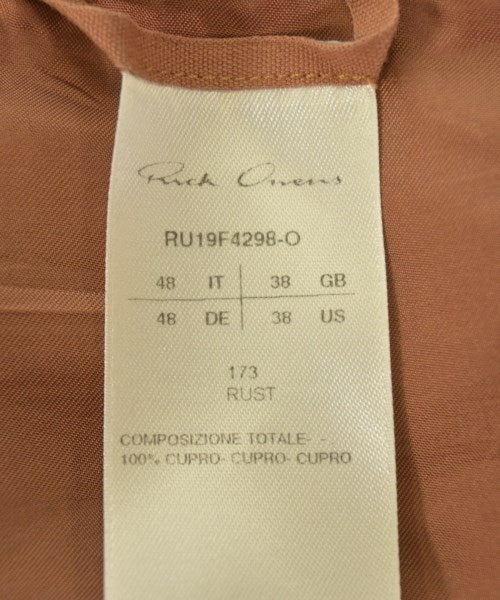 Rick Owens
RU19F4298-O
48 IT 38 GB
48 DE 38 US
173
RUST
COMPOSIZIONE TOTALE- -
100% CUPRO- CUPRO- CUPRO